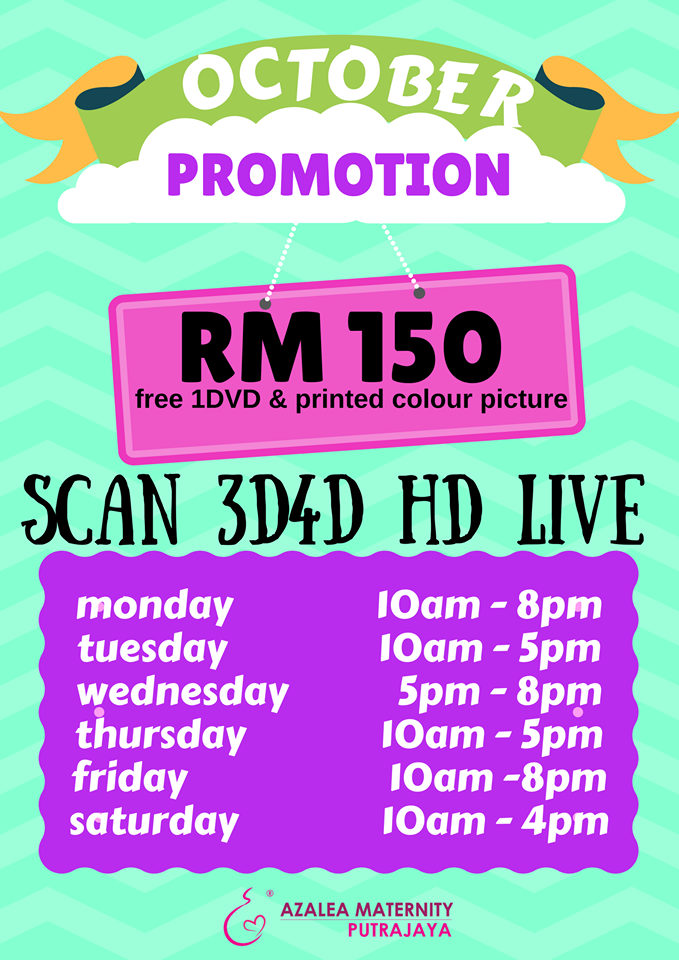 OCTOBER
PROMOTION
RM 150
free 1DVD & printed colour picture
SCAN 3D4D HD LIVE
monday 10am - 8pm
tuesday 10am - 5pm
wednesday 5pm - 8pm
thursday 10am - 5pm
friday 10am -8pm
saturday 10am - 4pm
® AZALEA MATERNITY
PUTRAJAYA